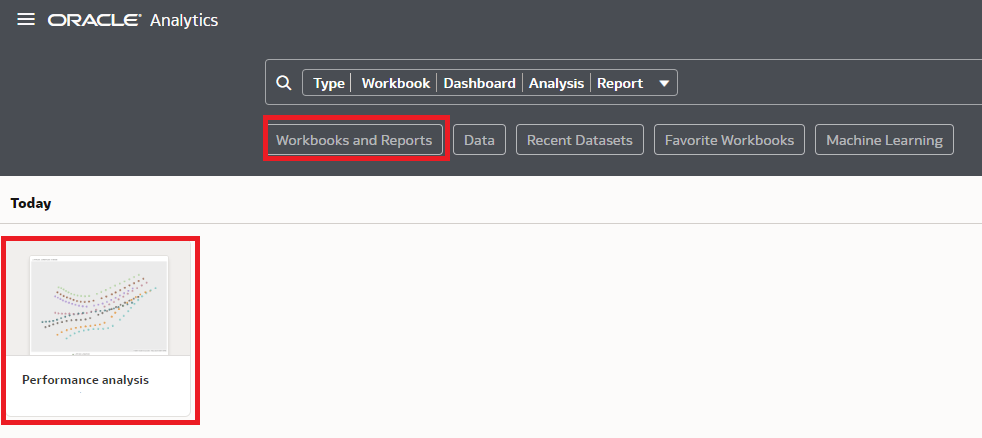 ORACLE Analytics
Type Workbook Dashboard Analysis Report
Workbooks and Reports Data Recent Datasets Favorite Workbooks Machine Learning
Today
Performance analysis